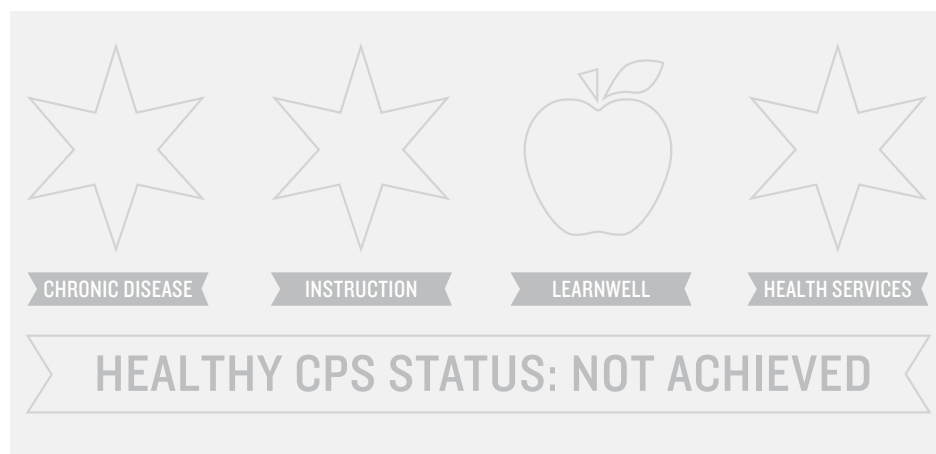 CHRONIC DISEASE
INSTRUCTION
LEARNWELL
HEALTH SERVICES
HEALTHY CPS STATUS: NOT ACHIEVED